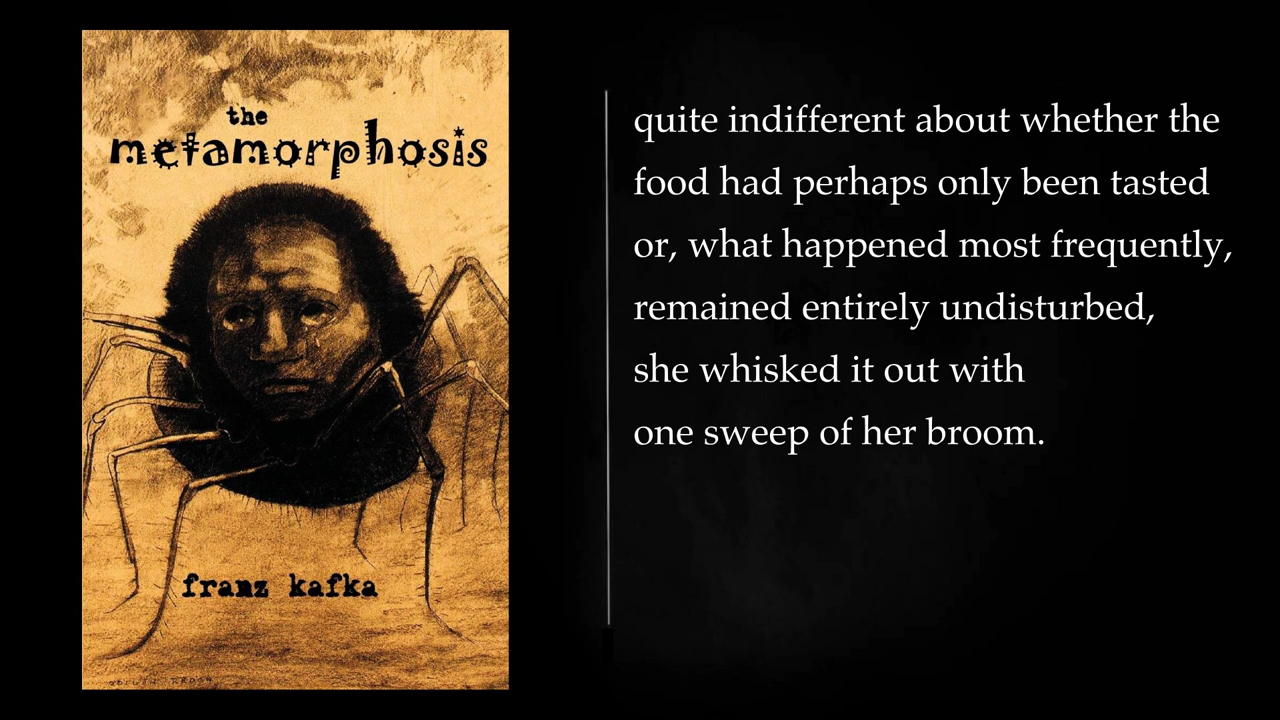 the
metamorphosis
franz kafka
quite indifferent about whether the
food had perhaps only been tasted
or, what happened most frequently,
remained entirely undisturbed,
she whisked it out with
one sweep of her broom.